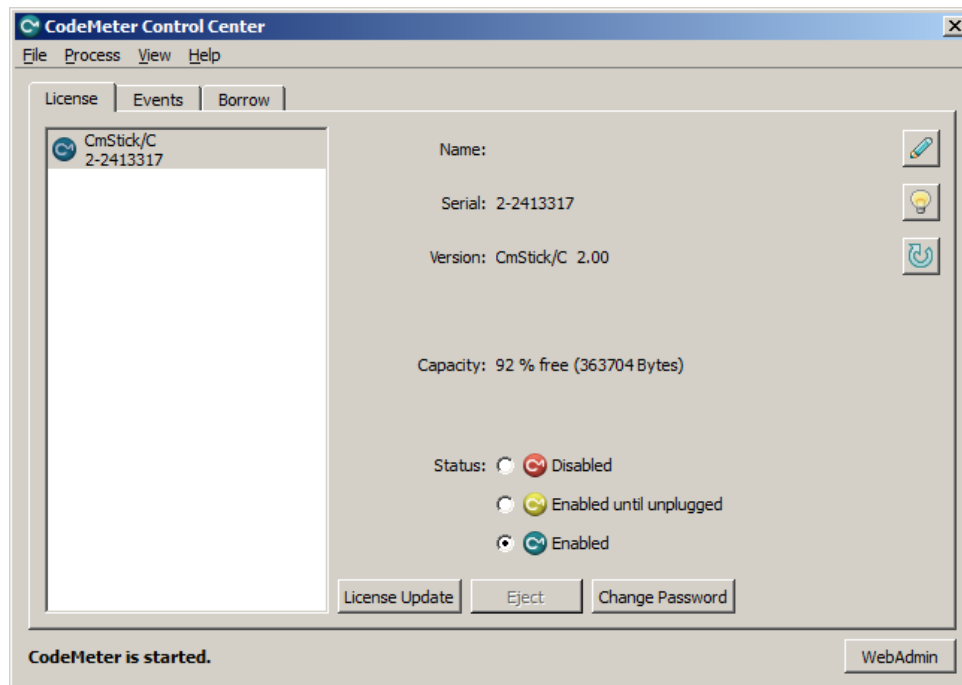 CodeMeter Control Center
File Process View Help
License Events Borrow
CmStick/C
2-2413317
Name:
Serial: 2-2413317
Version: CmStick/C 2.00
Capacity: 92 % free (363704 Bytes)
Status: Disabled
Enabled until unplugged
Enabled
License Update Eject Change Password
CodeMeter is started. WebAdmin